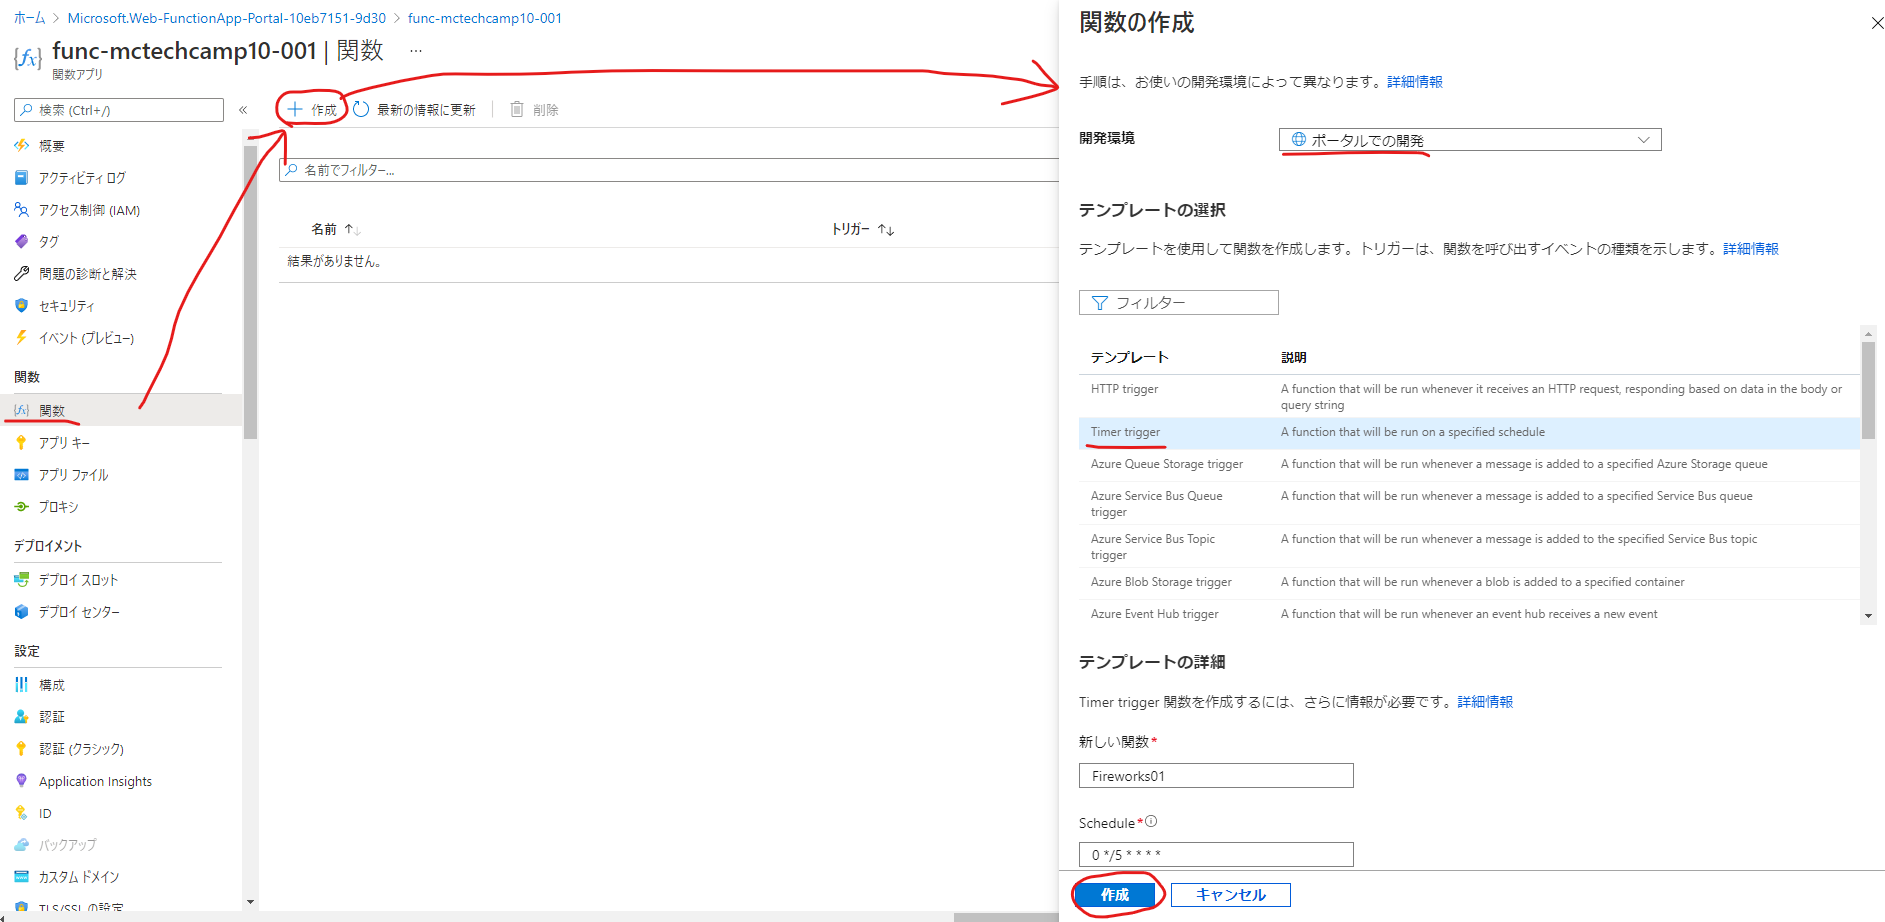 ホーム > Microsoft.Web-FunctionApp-Portal-10eb7151-9d30 > func-mctechcamp10-001
func-mctechcamp10-001 | 関数 …
関数アプリ
検索 (Ctrl+/)
«
概要
アクティビティ ログ
アクセス制御 (IAM)
タグ
問題の診断と解決
セキュリティ
イベント (プレビュー)
関数
関数
アプリ キー
アプリ ファイル
プロキシ
デプロイメント
デプロイ スロット
デプロイ センター
設定
構成
認証
認証 (クラシック)
Application Insights
ID
バックアップ
カスタム ドメイン
TLS/SSL の設定
作成 最新の情報に更新 削除
名前でフィルター...
名前 ↑↓ トリガー ↑↓
結果がありません。
関数の作成
手順は、お使いの開発環境によって異なります。詳細情報
開発環境 ポータルでの開発
テンプレートの選択
テンプレートを使用して関数を作成します。トリガーは、関数を呼び出すイベントの種類を示します。詳細情報
フィルター
テンプレート 説明
HTTP trigger A function that will be run whenever it receives an HTTP request, responding based on data in the body or
query string
Timer trigger A function that will be run on a specified schedule
Azure Queue Storage trigger A function that will be run whenever a message is added to a specified Azure Storage queue
Azure Service Bus Queue A function that will be run whenever a message is added to a specified Service Bus queue
trigger
Azure Service Bus Topic A function that will be run whenever a message is added to the specified Service Bus topic
trigger
Azure Blob Storage trigger A function that will be run whenever a blob is added to a specified container
Azure Event Hub trigger A function that will be run whenever an event hub receives a new event
テンプレートの詳細
Timer trigger 関数を作成するには、さらに情報が必要です。詳細情報
新しい関数*
Fireworks01
Schedule*
0 */5 * * * *
作成 キャンセル